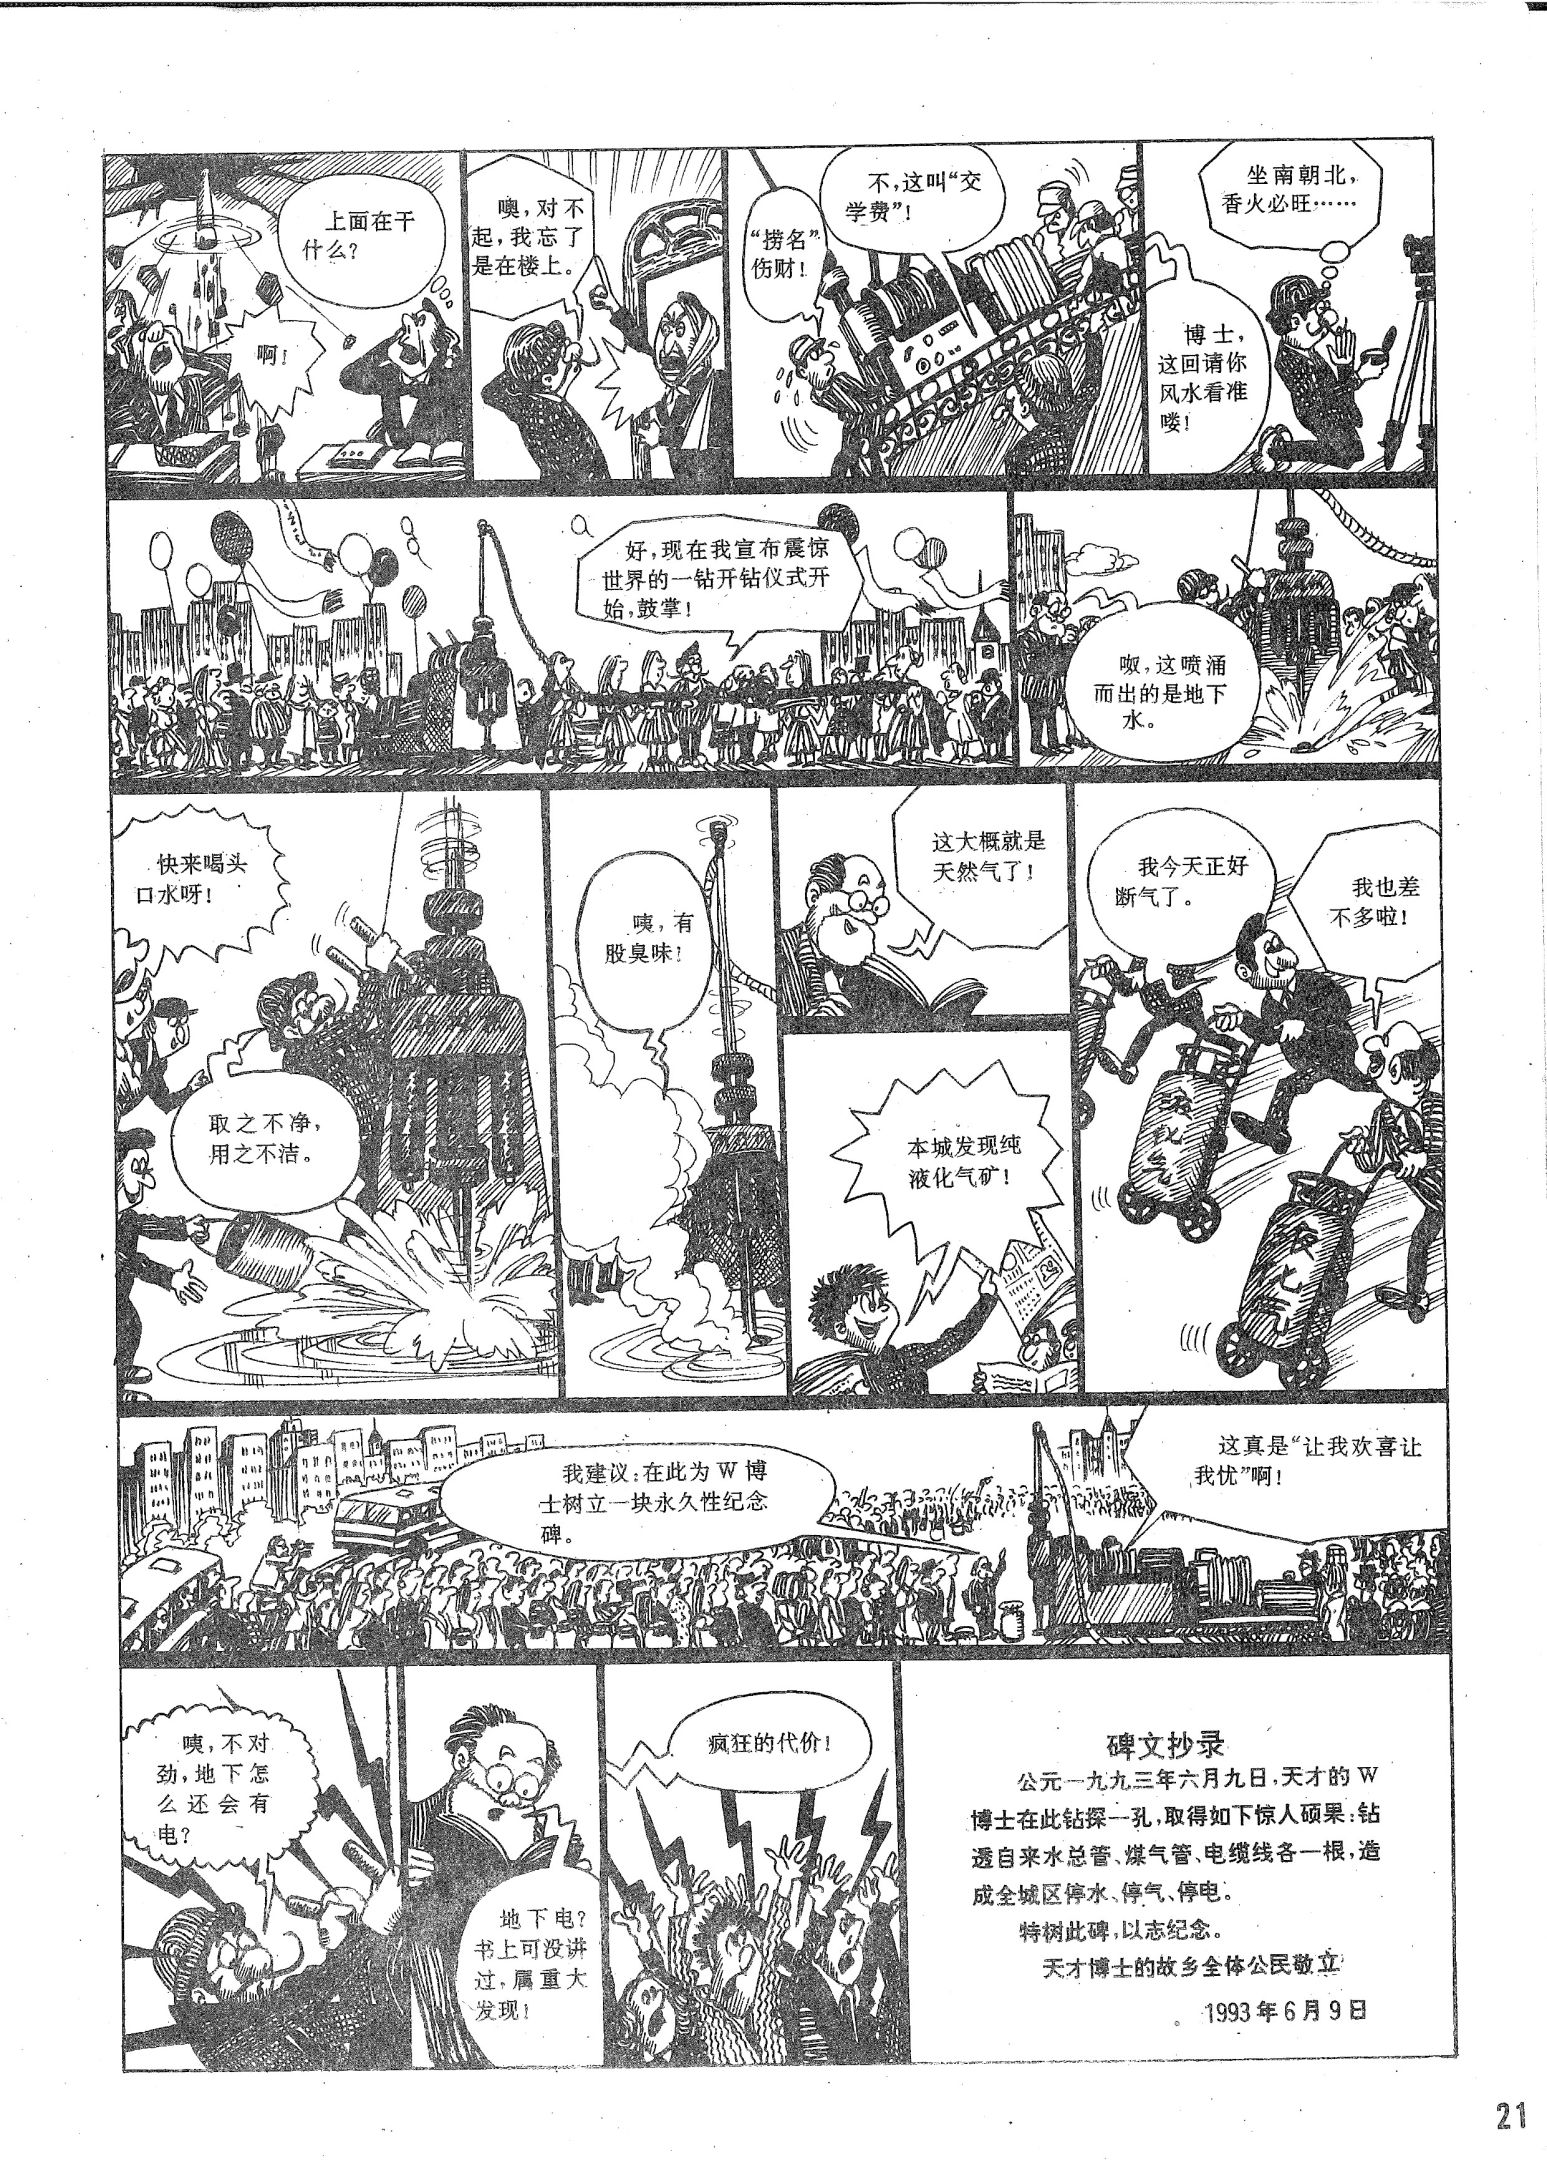 上面在干
什么?
啊!
噢,对不
起,我忘了
是在楼上。
“捞名”
伤财!
不,这叫“交
学费”!
坐南朝北,
香火必旺……
博士,
这回请你
风水看准
喽!
好,现在我宣布震惊
世界的一钻开钻仪式开
始,鼓掌!
呶,这喷涌
而出的是地下
水。
快来喝头
口水呀!
取之不净,
用之不洁。
咦,有
股臭味!
这大概就是
天然气了!
本城发现纯
液化气矿!
我今天正好
断气了。
我也差
不多啦!
液化气
液化气
我建议:在此为W博
士树立一块永久性纪念
碑。
这真是“让我欢喜让
我忧”啊!
咦,不对
劲,地下怎
么还会有
电?
地下电?
书上可没讲
过,属重大
发现!
疯狂的代价!
碑文抄录
公元一九九三年六月九日,天才的W
博士在此钻探一孔,取得如下惊人硕果:钻
透自来水总管、煤气管、电缆线各一根,造
成全城区停水、停气、停电。
特树此碑,以志纪念。
天才博士的故乡全体公民敬立
1993年6月9日
21